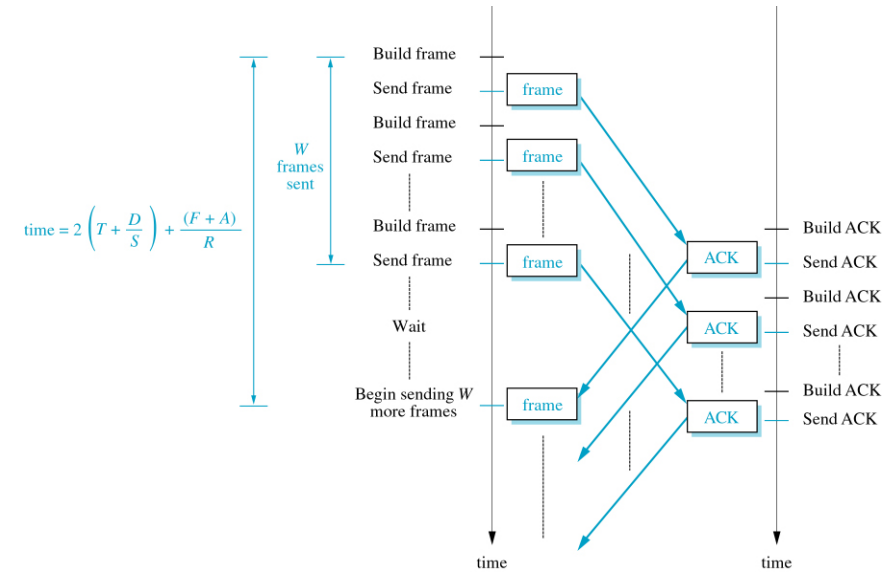 Build frame
Send frame
frame
Build frame
W
frames
sent
Send frame
frame
time = 2 ( T + D/S ) + (F + A)/R
Build frame
Build ACK
Send frame
frame
ACK
Send ACK
Build ACK
Wait
ACK
Send ACK
Begin sending W
more frames
frame
Build ACK
ACK
Send ACK
time
time